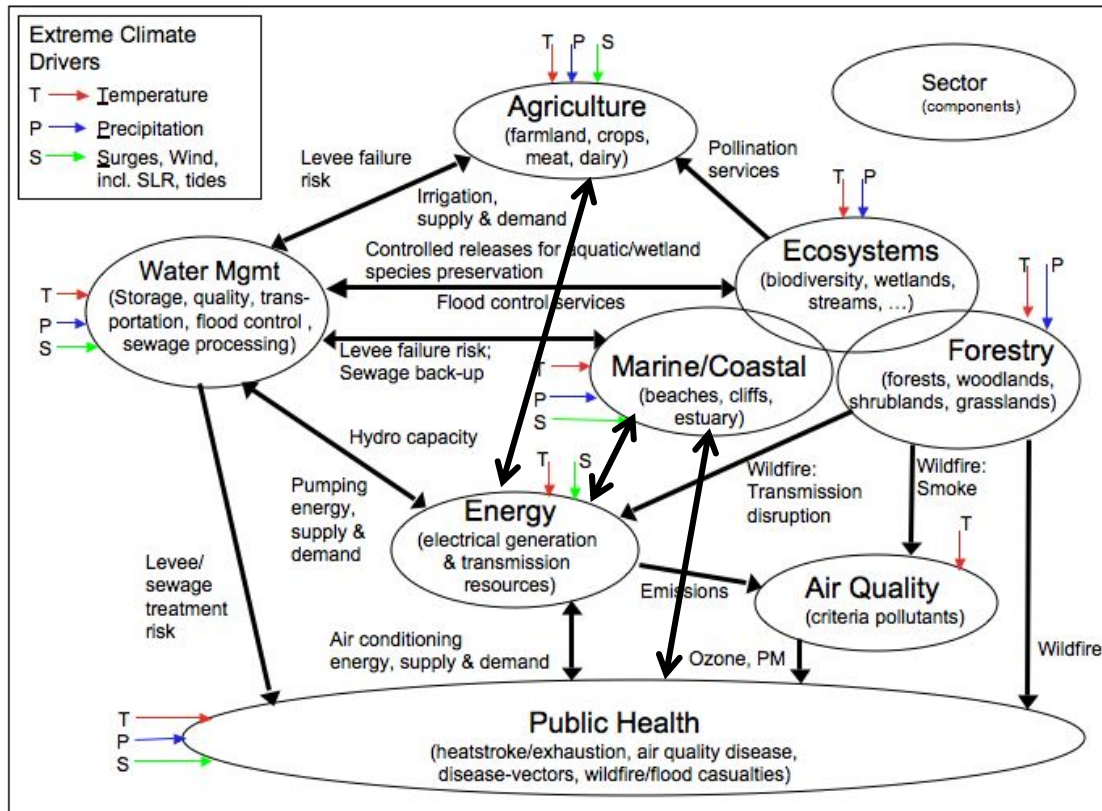 Extreme Climate
Drivers
T Temperature
P Precipitation
S Surges, Wind,
incl. SLR, tides
T P S
Agriculture
(farmland, crops,
meat, dairy)
Sector
(components)
Levee failure
risk
Pollination
services
Irrigation,
supply & demand
T P
Ecosystems
(biodiversity, wetlands,
streams, …)
Controlled releases for aquatic/wetland
species preservation
Flood control services
T
P
S
Water Mgmt
(Storage, quality, trans-
portation, flood control ,
sewage processing)
T P
Forestry
(forests, woodlands,
shrublands, grasslands)
Levee failure risk;
Sewage back-up
T
P
S
Marine/Coastal
(beaches, cliffs,
estuary)
Hydro capacity
Pumping
energy,
supply &
demand
T S
Energy
(electrical generation
& transmission
resources)
Wildfire:
Transmission
disruption
Wildfire:
Smoke
T
Air Quality
(criteria pollutants)
Emissions
Levee/
sewage
treatment
risk
Air conditioning
energy, supply & demand
Ozone, PM
Wildfire
T
P
S
Public Health
(heatstroke/exhaustion, air quality disease,
disease-vectors, wildfire/flood casualties)